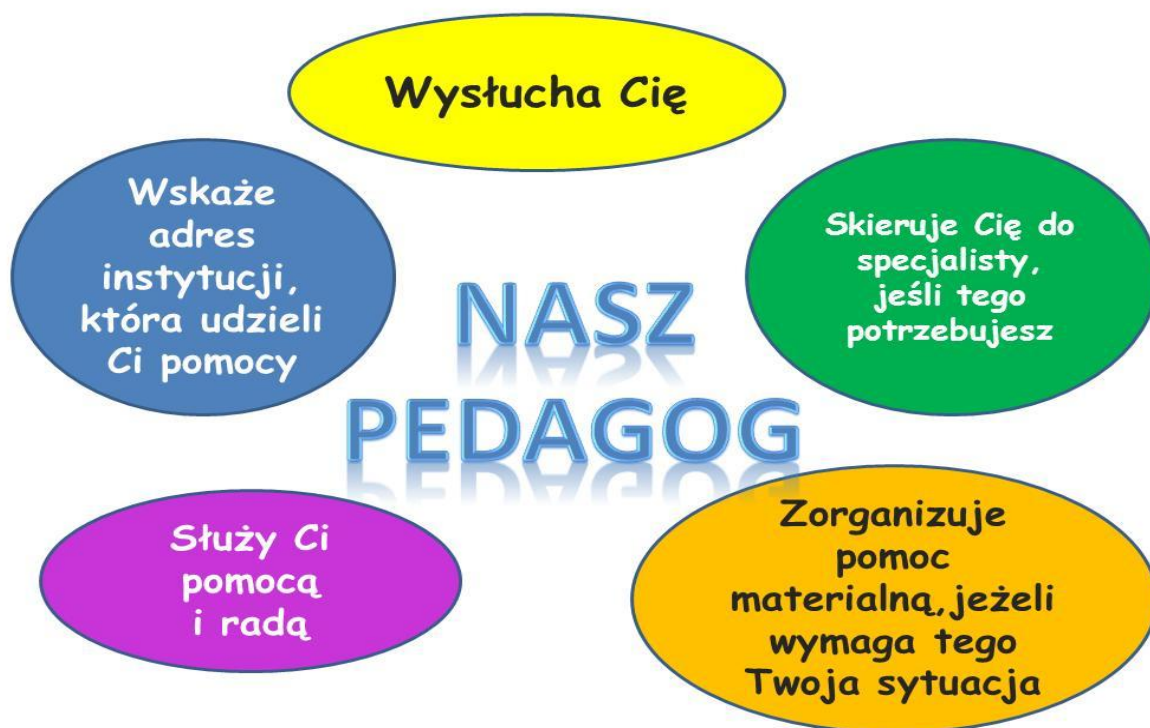 Wysłucha Cię
Wskaże
adres
instytucji,
która udzieli
Ci pomocy
Skieruje Cię do
specjalisty,
jeśli tego
potrzebujesz
NASZ
PEDAGOG
Służy Ci
pomocą
i radą
Zorganizuje
pomoc
materialną,jeżeli
wymaga tego
Twoja sytuacja